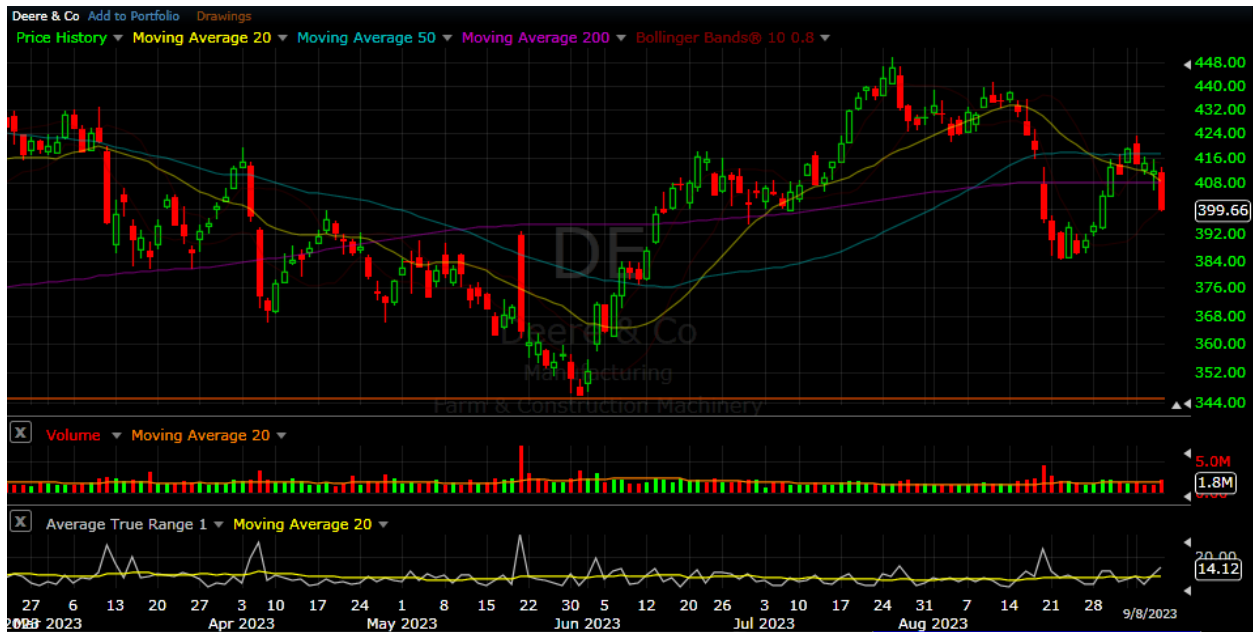 Deere & Co Add to Portfolio Drawings
Price History Moving Average 20 Moving Average 50 Moving Average 200 Bollinger Bands® 10 0.8
448.00
440.00
432.00
424.00
416.00
408.00
399.66
392.00
DE
384.00
376.00
368.00
Deere & Co
360.00
Manufacturing
352.00
Farm & Construction Machinery
344.00
X Volume Moving Average 20
5.0M
1.8M
X Average True Range 1 Moving Average 20
20.00
14.12
27 6 13 20 27 3 10 17 24 1 8 15 22 30 5 12 20 26 3 10 17 24 31 7 14 21 28 9/8/2023
2023 Apr 2023 May 2023 Jun 2023 Jul 2023 Aug 2023